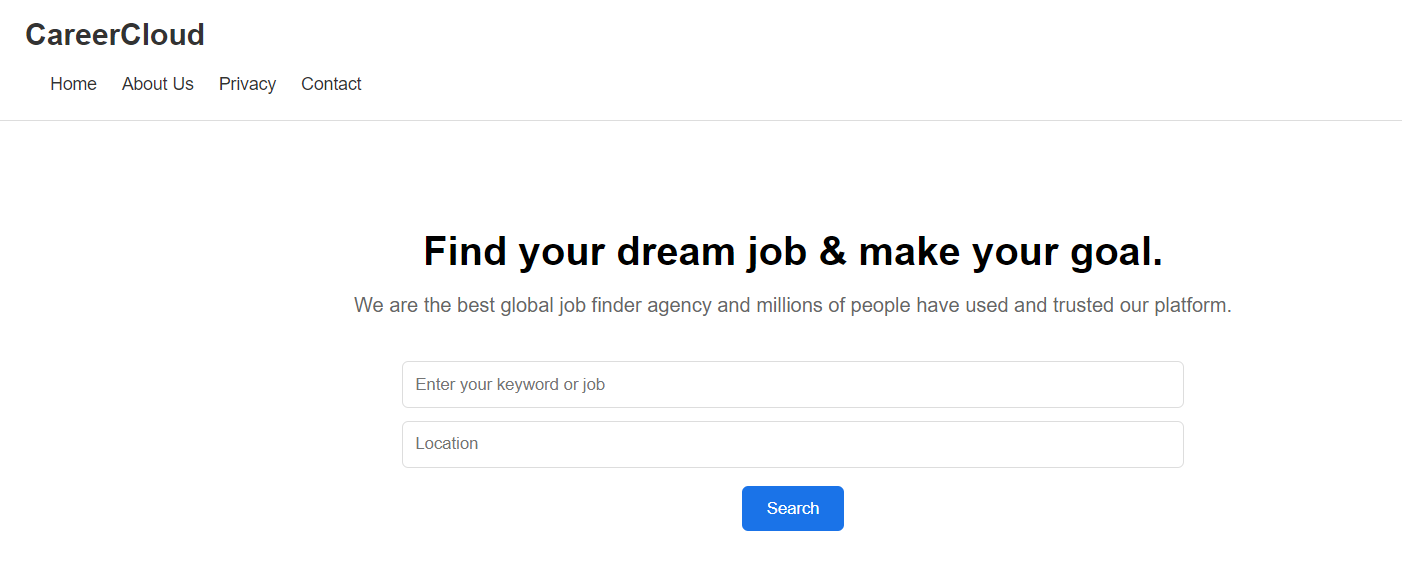 CareerCloud
Home About Us Privacy Contact
Find your dream job & make your goal.
We are the best global job finder agency and millions of people have used and trusted our platform.
Enter your keyword or job
Location
Search